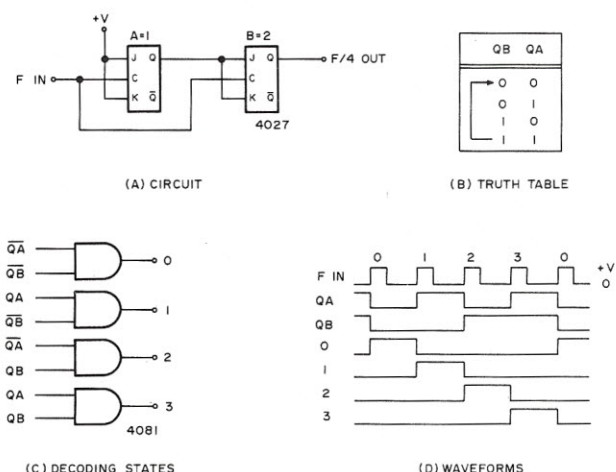 +V
A=1
B=2
J Q
J Q
F/4 OUT
F IN
C
C
K Q̅
K Q̅
4027
(A) CIRCUIT
QB QA
0 0
0 1
1 0
1 1
(B) TRUTH TABLE
Q̅A̅
Q̅B̅
0
QA
Q̅B̅
1
Q̅A̅
QB
2
QA
QB
3
4081
(C) DECODING STATES
0 1 2 3 0
F IN
+V
0
QA
QB
0
1
2
3
(D) WAVEFORMS